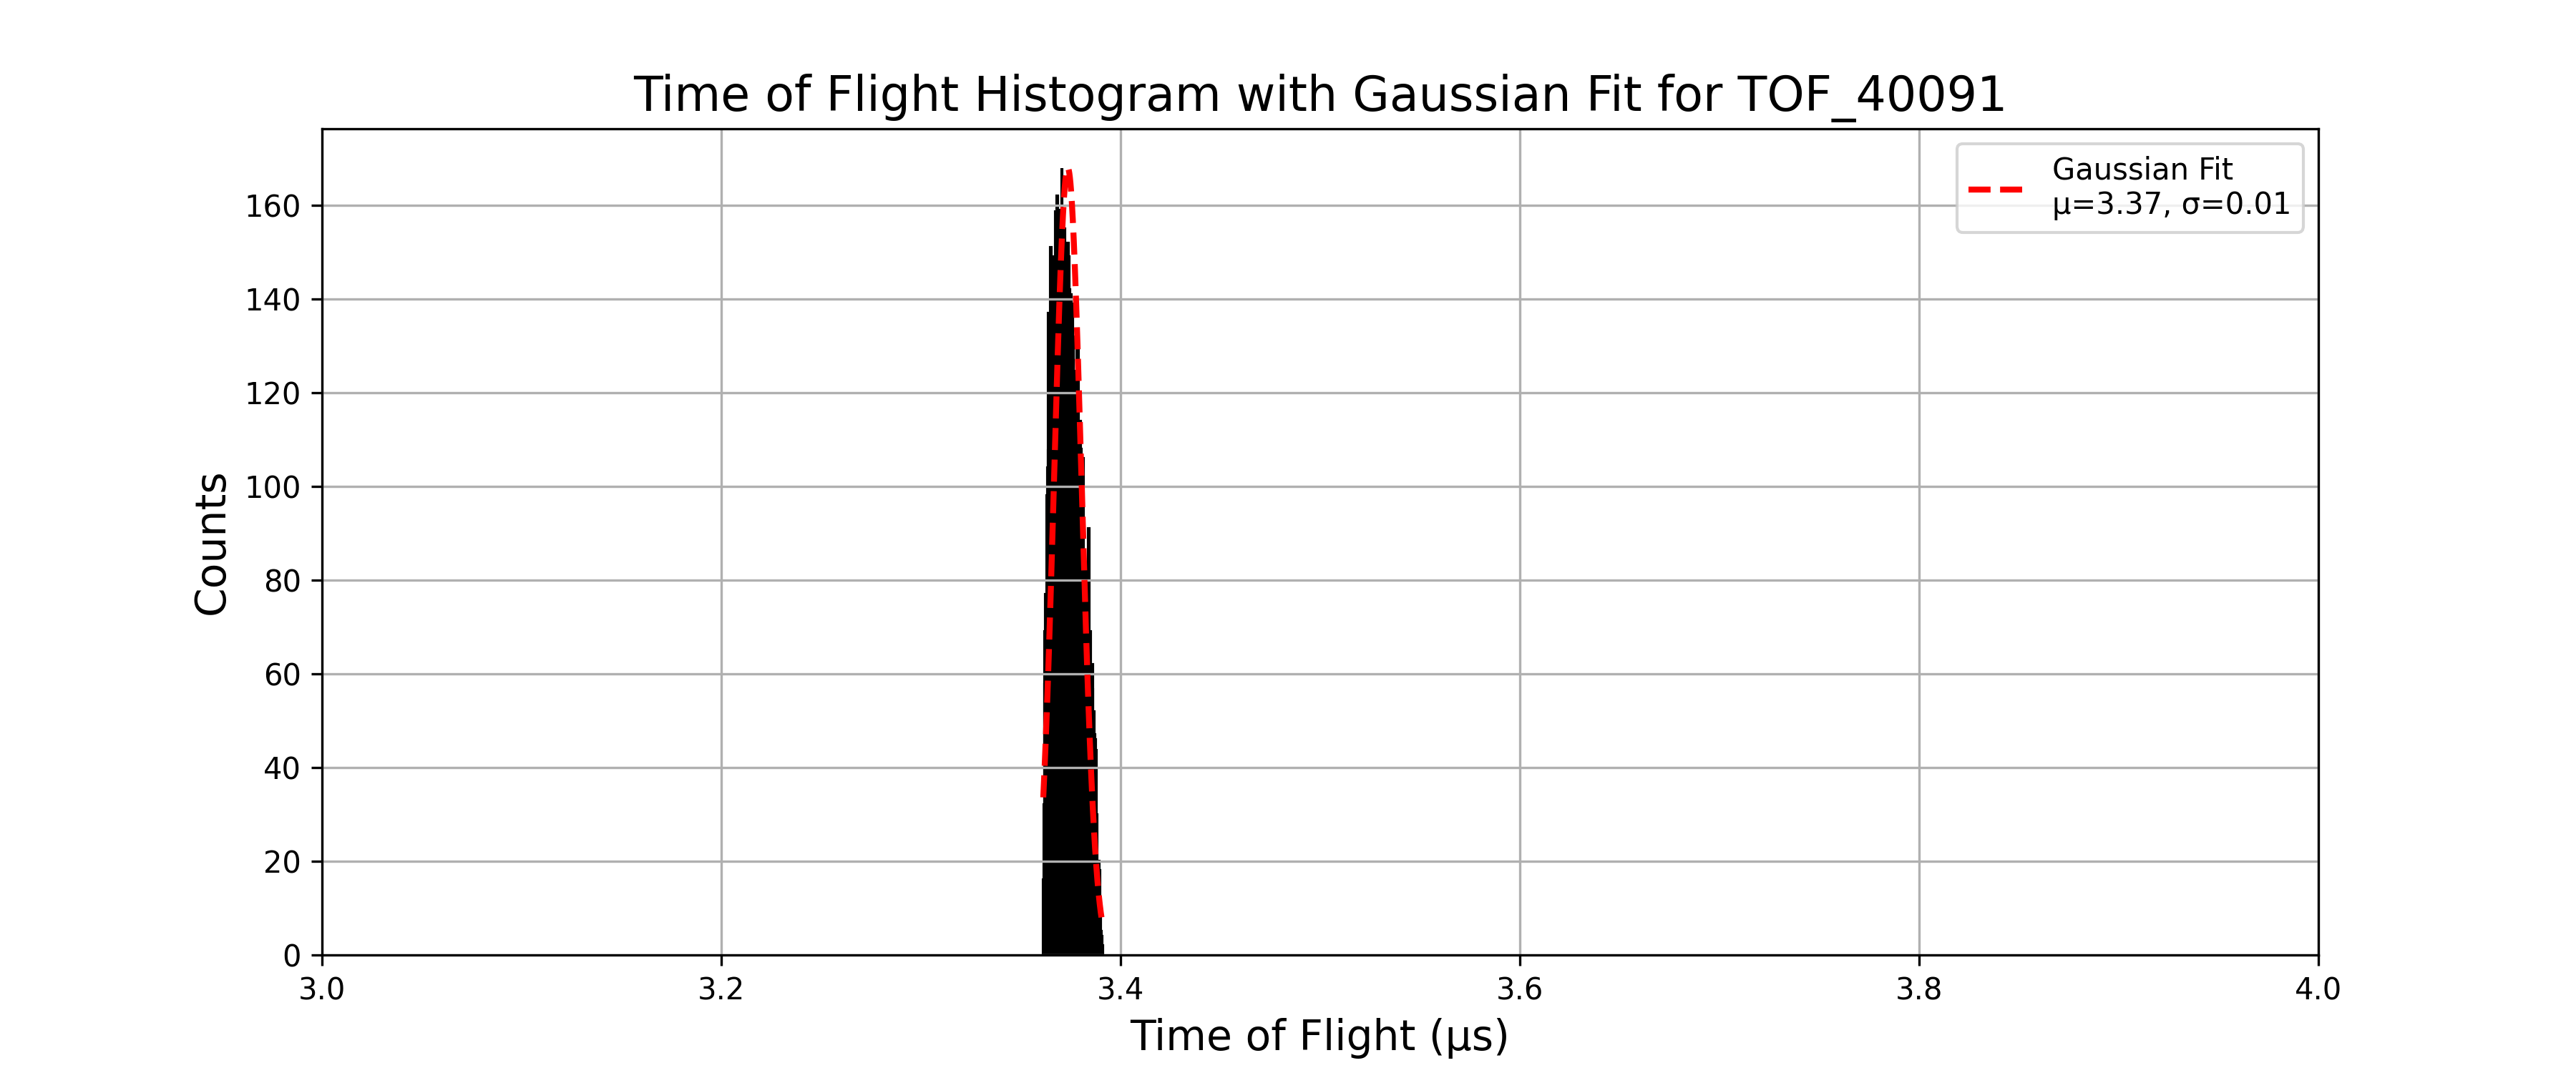 Time of Flight Histogram with Gaussian Fit for TOF_40091
Gaussian Fit
μ=3.37, σ=0.01
160
140
120
100
80
60
40
20
0
Counts
3.0 3.2 3.4 3.6 3.8 4.0
Time of Flight (μs)